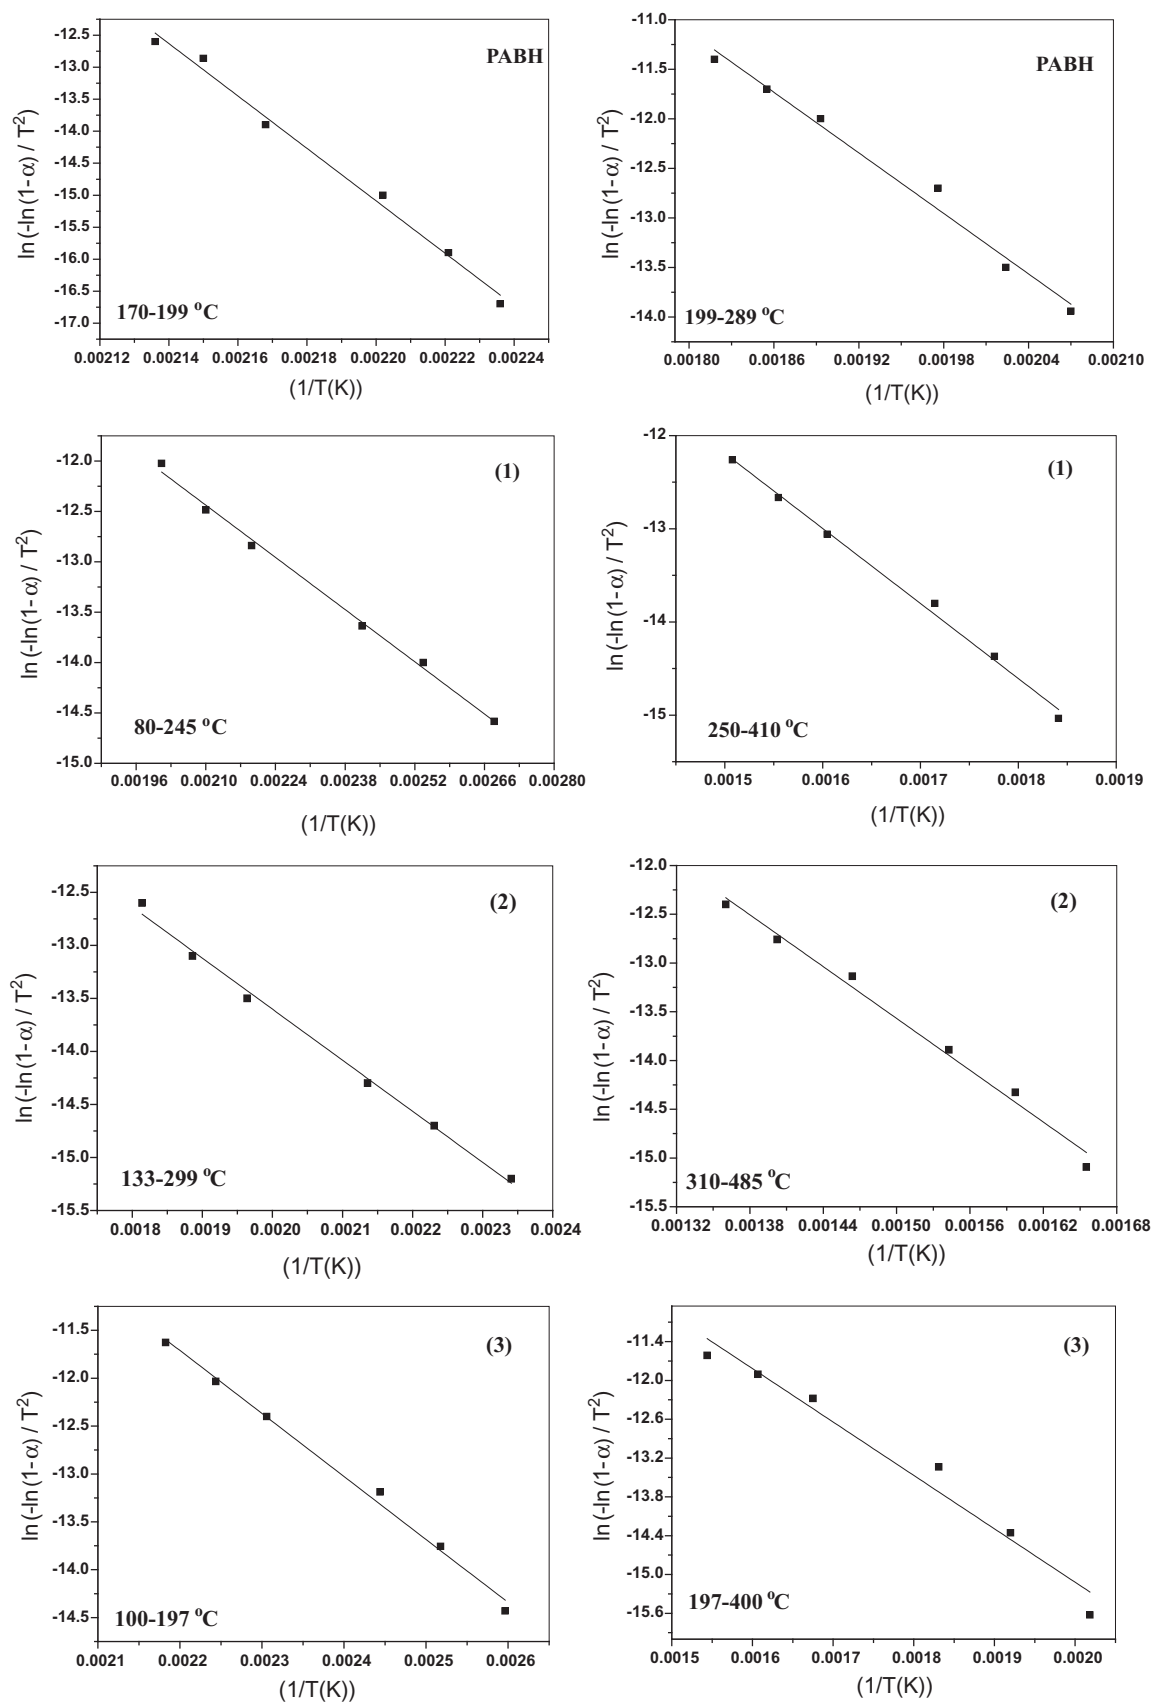 PABH
ln(-ln(1-α) / T²)
-12.5
-13.0
-13.5
-14.0
-14.5
-15.0
-15.5
-16.0
-16.5
-17.0
170-199 °C
0.00212 0.00214 0.00216 0.00218 0.00220 0.00222 0.00224
(1/T(K))
PABH
ln(-ln(1-α) / T²)
-11.0
-11.5
-12.0
-12.5
-13.0
-13.5
-14.0
199-289 °C
0.00180 0.00186 0.00192 0.00198 0.00204 0.00210
(1/T(K))
(1)
ln(-ln(1-α) / T²)
-12.0
-12.5
-13.0
-13.5
-14.0
-14.5
-15.0
80-245 °C
0.00196 0.00210 0.00224 0.00238 0.00252 0.00266 0.00280
(1/T(K))
(1)
ln(-ln(1-α) / T²)
-12
-13
-14
-15
250-410 °C
0.0015 0.0016 0.0017 0.0018 0.0019
(1/T(K))
(2)
ln(-ln(1-α) / T²)
-12.5
-13.0
-13.5
-14.0
-14.5
-15.0
-15.5
133-299 °C
0.0018 0.0019 0.0020 0.0021 0.0022 0.0023 0.0024
(1/T(K))
(2)
ln(-ln(1-α) / T²)
-12.0
-12.5
-13.0
-13.5
-14.0
-14.5
-15.0
-15.5
310-485 °C
0.00132 0.00138 0.00144 0.00150 0.00156 0.00162 0.00168
(1/T(K))
(3)
ln(-ln(1-α) / T²)
-11.5
-12.0
-12.5
-13.0
-13.5
-14.0
-14.5
100-197 °C
0.0021 0.0022 0.0023 0.0024 0.0025 0.0026
(1/T(K))
(3)
ln(-ln(1-α) / T²)
-11.4
-12.0
-12.6
-13.2
-13.8
-14.4
-15.0
-15.6
197-400 °C
0.0015 0.0016 0.0017 0.0018 0.0019 0.0020
(1/T(K))